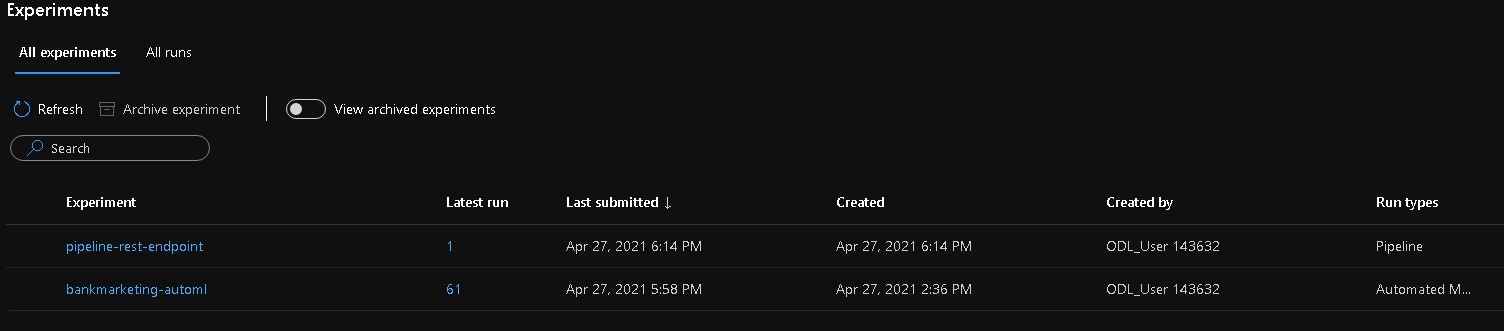 Experiments
All experiments All runs
Refresh Archive experiment View archived experiments
Search
Experiment Latest run Last submitted ↓ Created Created by Run types
pipeline-rest-endpoint 1 Apr 27, 2021 6:14 PM Apr 27, 2021 6:14 PM ODL_User 143632 Pipeline
bankmarketing-automl 61 Apr 27, 2021 5:58 PM Apr 27, 2021 2:36 PM ODL_User 143632 Automated M...